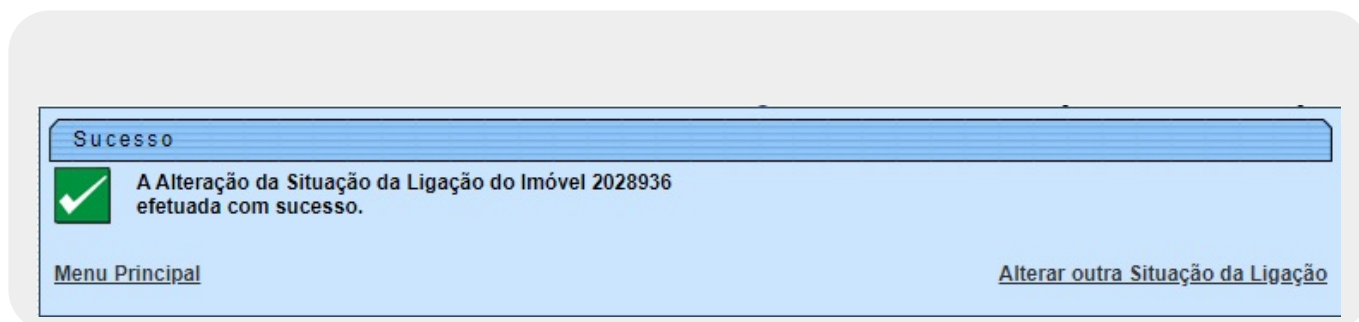 Sucesso
A Alteração da Situação da Ligação do Imóvel 2028936
efetuada com sucesso.
Menu Principal
Alterar outra Situação da Ligação